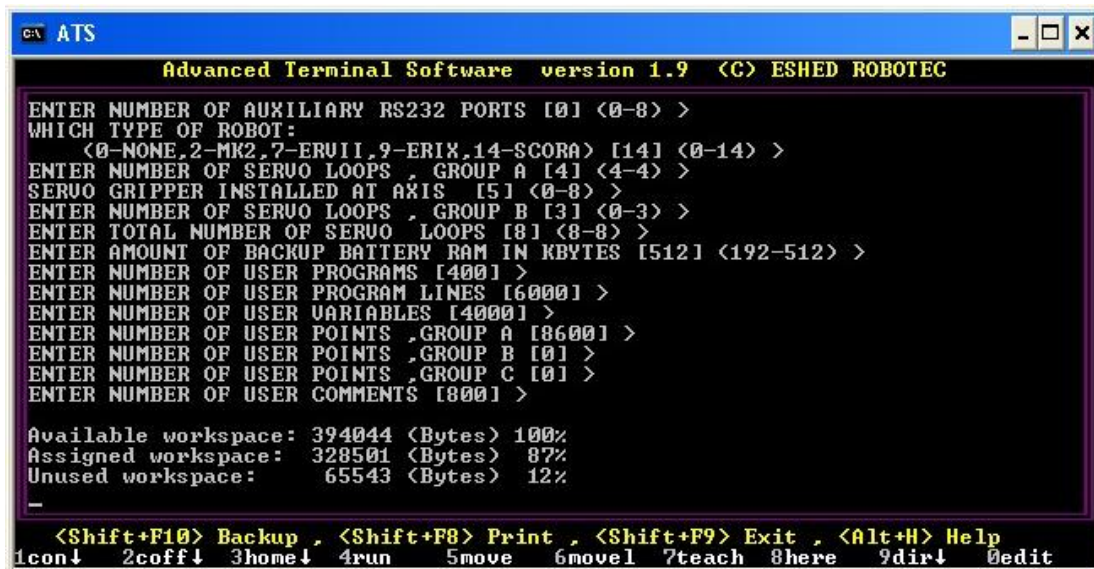 ATS
Advanced Terminal Software version 1.9 (C) ESHED ROBOTEC
ENTER NUMBER OF AUXILIARY RS232 PORTS [0] (0-8) >
WHICH TYPE OF ROBOT:
(0-NONE,2-MK2,7-ERVII,9-ERIX,14-SCORA) [14] (0-14) >
ENTER NUMBER OF SERVO LOOPS , GROUP A [4] (4-4) >
SERVO GRIPPER INSTALLED AT AXIS [5] (0-8) >
ENTER NUMBER OF SERVO LOOPS , GROUP B [3] (0-3) >
ENTER TOTAL NUMBER OF SERVO LOOPS [8] (8-8) >
ENTER AMOUNT OF BACKUP BATTERY RAM IN KBYTES [512] (192-512) >
ENTER NUMBER OF USER PROGRAMS [400] >
ENTER NUMBER OF USER PROGRAM LINES [6000] >
ENTER NUMBER OF USER VARIABLES [4000] >
ENTER NUMBER OF USER POINTS ,GROUP A [8600] >
ENTER NUMBER OF USER POINTS ,GROUP B [0] >
ENTER NUMBER OF USER POINTS ,GROUP C [0] >
ENTER NUMBER OF USER COMMENTS [800] >
Available workspace: 394044 (Bytes) 100%
Assigned workspace: 328501 (Bytes) 87%
Unused workspace: 65543 (Bytes) 12%
_
<Shift+F10> Backup , <Shift+F8> Print , <Shift+F9> Exit , <Alt+H> Help
1con↓ 2coff↓ 3home↓ 4run 5move 6movel 7teach 8here 9dir↓ 0edit